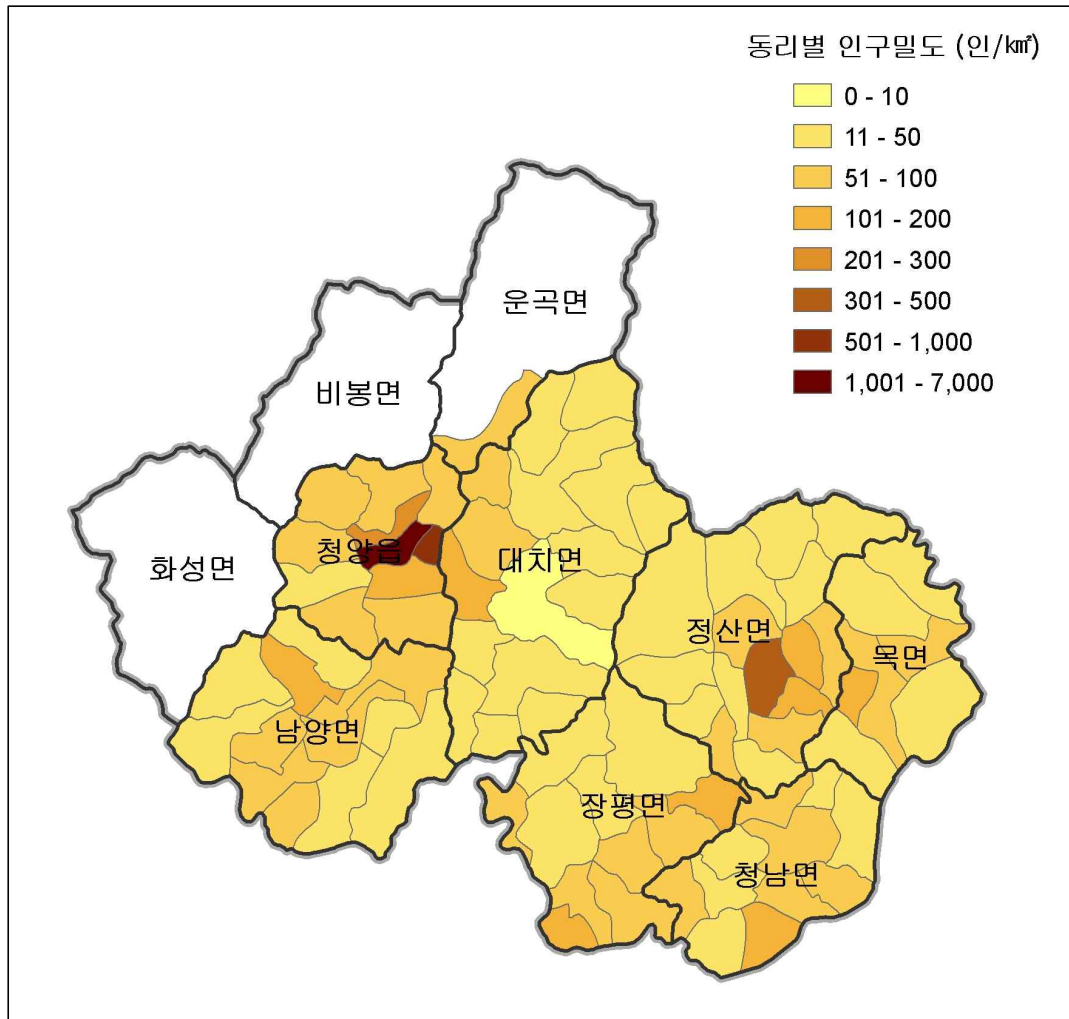 동리별 인구밀도 (인/㎢)
0 - 10
11 - 50
51 - 100
101 - 200
201 - 300
301 - 500
501 - 1,000
1,001 - 7,000
운곡면
비봉면
청양읍
대치면
화성면
정산면
목면
남양면
장평면
청남면